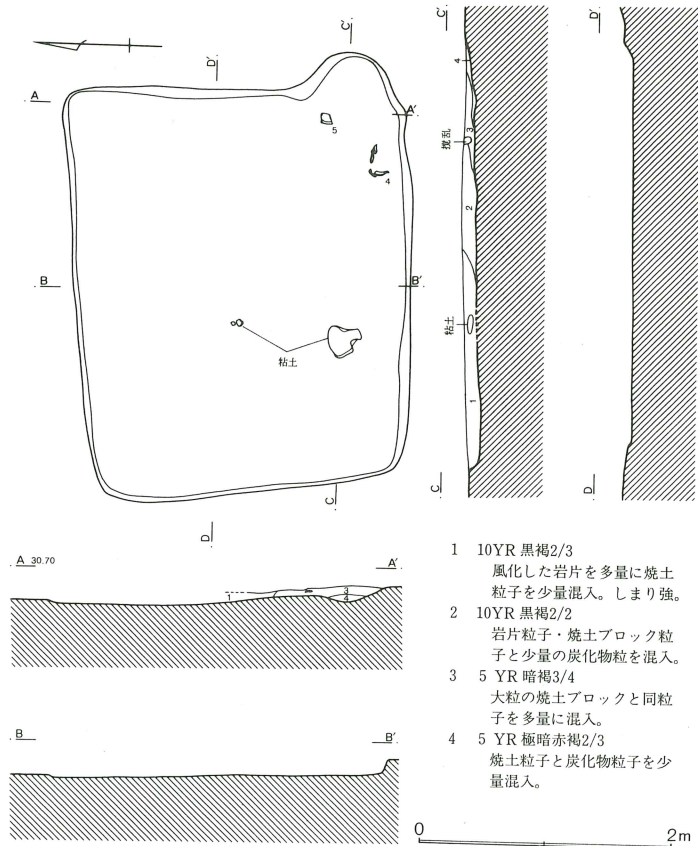 C′
D′
A
A′
5
4
B
B′
粘土
C
D
C′
4
攪乱
3
2
粘土
1
C
D′
D
A 30.70
A′
1
3
4
B
B′
1 10YR 黒褐2/3
風化した岩片を多量に焼土
粒子を少量混入。しまり強。
2 10YR 黒褐2/2
岩片粒子・焼土ブロック粒
子と少量の炭化物粒を混入。
3 5 YR 暗褐3/4
大粒の焼土ブロックと同粒
子を多量に混入。
4 5 YR 極暗赤褐2/3
焼土粒子と炭化物粒子を少
量混入。
0
2m